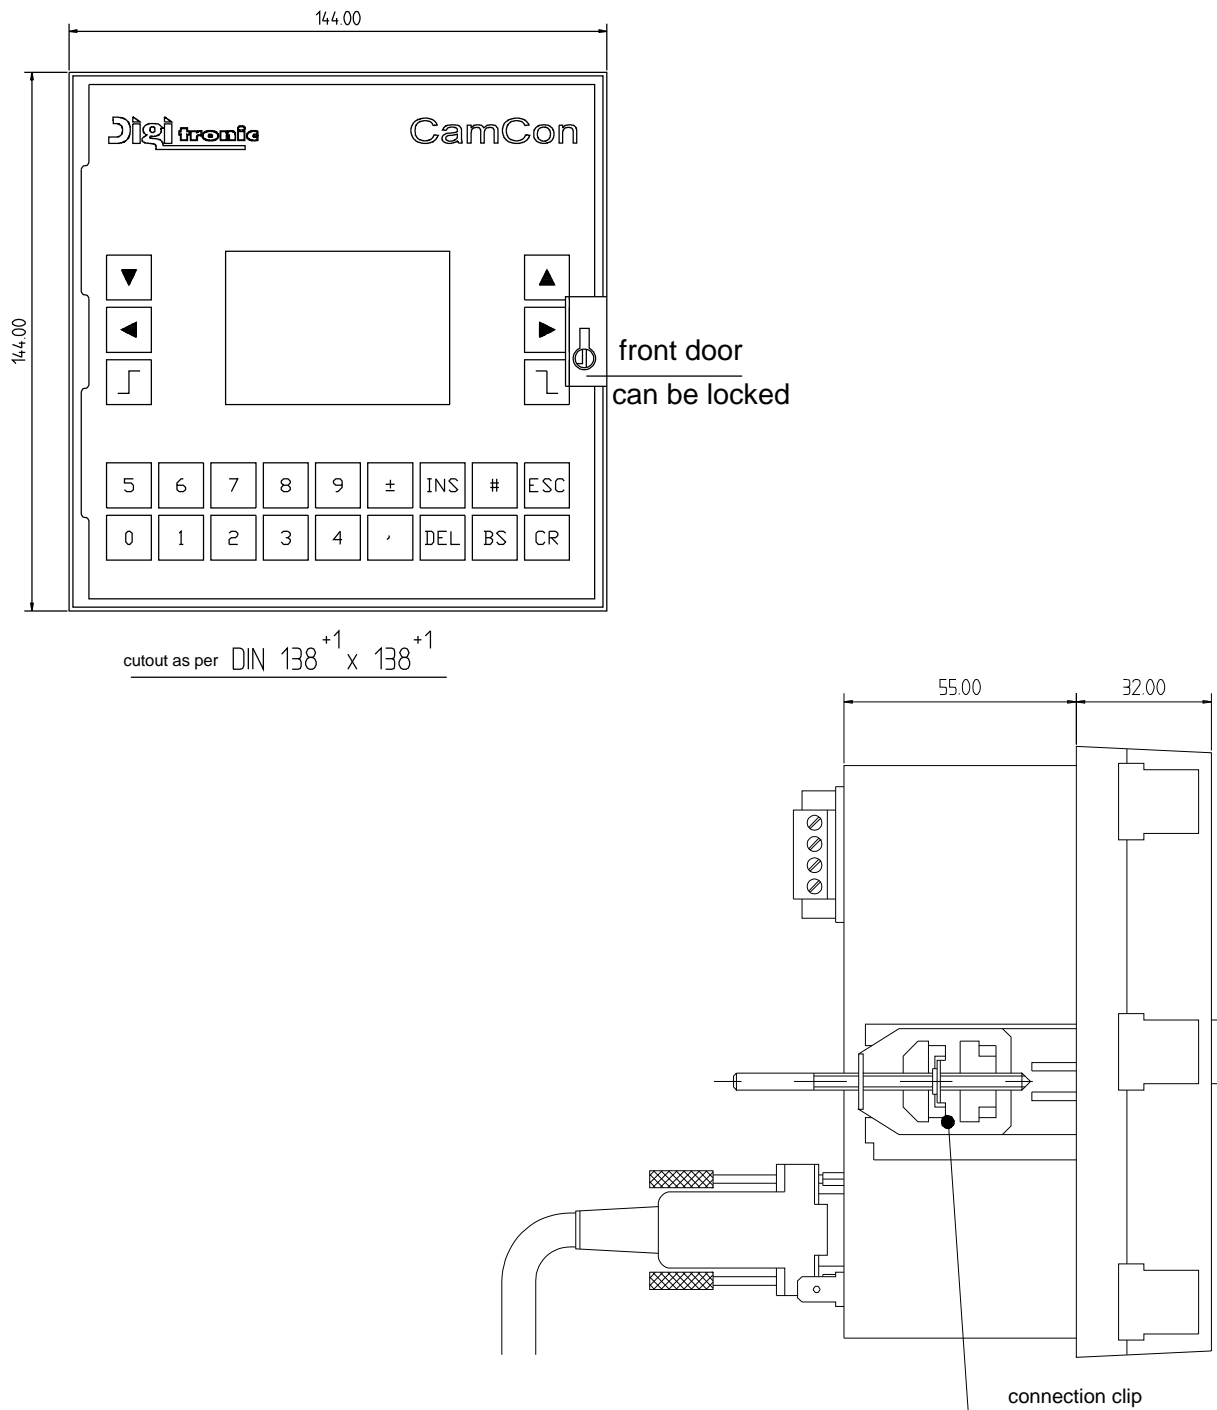 144.00
Digi tronic CamCon
144.00
front door
can be locked
5 6 7 8 9 ± INS # ESC
0 1 2 3 4 , DEL BS CR
cutout as per DIN 138+1 x 138+1
55.00 32.00
connection clip